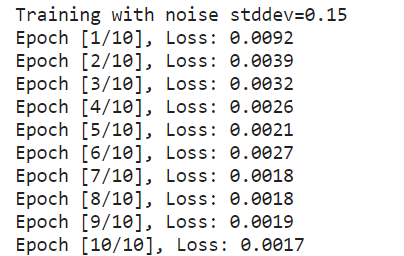 Training with noise stddev=0.15
Epoch [1/10], Loss: 0.0092
Epoch [2/10], Loss: 0.0039
Epoch [3/10], Loss: 0.0032
Epoch [4/10], Loss: 0.0026
Epoch [5/10], Loss: 0.0021
Epoch [6/10], Loss: 0.0027
Epoch [7/10], Loss: 0.0018
Epoch [8/10], Loss: 0.0018
Epoch [9/10], Loss: 0.0019
Epoch [10/10], Loss: 0.0017